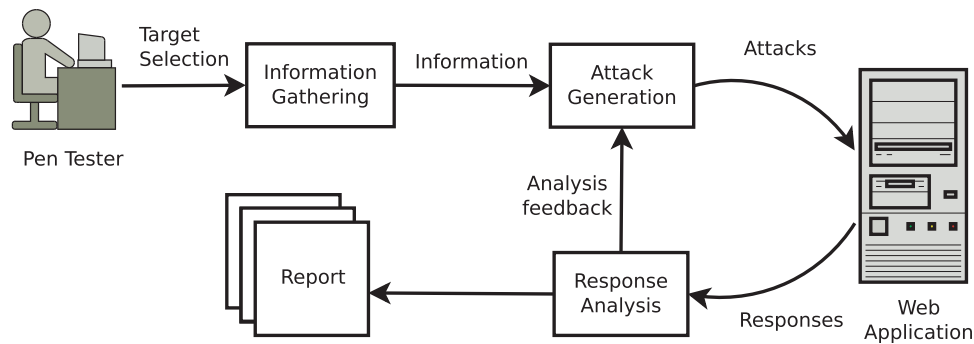 Target
Selection
Information
Gathering
Information
Attack
Generation
Attacks
Pen Tester
Analysis
feedback
Report
Response
Analysis
Responses
Web
Application